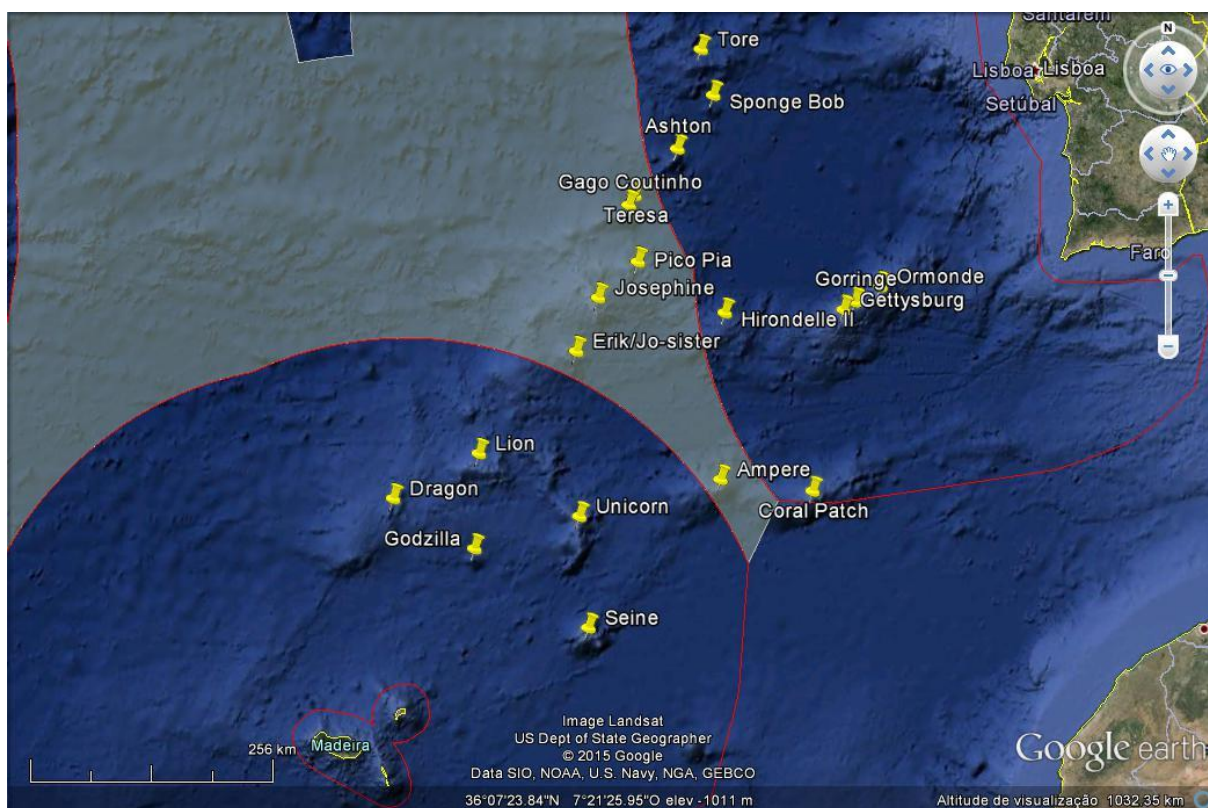 Santarém
Tore
N
Lisboa Lisboa
Sponge Bob
Setúbal
Ashton
Gago Coutinho
Teresa
Faro
Pico Pia
Gorringe Ormonde
Josephine
Gettysburg
Hirondelle II
Erik/Jo-sister
Lion
Ampere
Dragon
Unicorn
Coral Patch
Godzilla
Seine
Image Landsat
US Dept of State Geographer
© 2015 Google
Data SIO, NOAA, U.S. Navy, NGA, GEBCO
256 km
Madeira
Google earth
36°07'23.84"N 7°21'25.95"O elev -1011 m
Altitude de visualização 1032.35 km